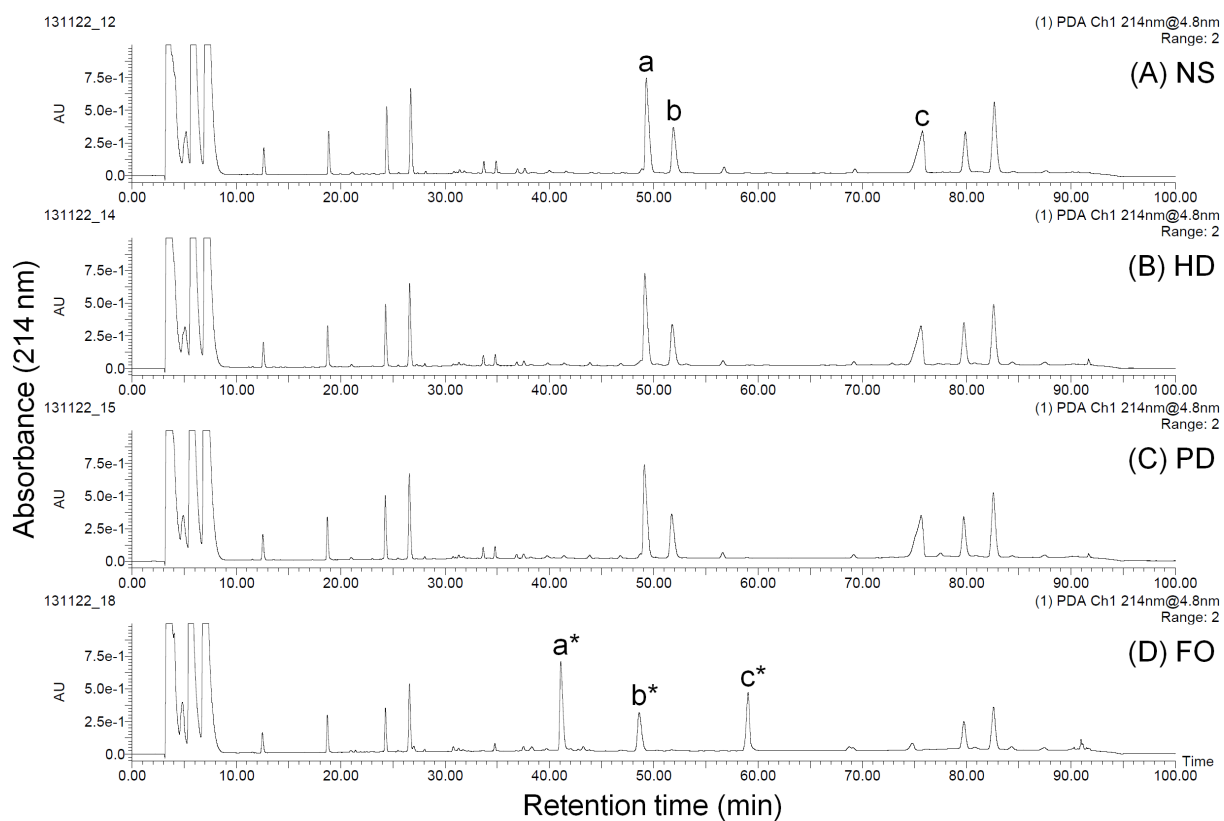 131122_12
(1) PDA Ch1 214nm@4.8nm
Range: 2
(A) NS
a
b
c
AU
7.5e-1
5.0e-1
2.5e-1
0.0
0.00 10.00 20.00 30.00 40.00 50.00 60.00 70.00 80.00 90.00 100.00
131122_14
(1) PDA Ch1 214nm@4.8nm
Range: 2
(B) HD
AU
7.5e-1
5.0e-1
2.5e-1
0.0
0.00 10.00 20.00 30.00 40.00 50.00 60.00 70.00 80.00 90.00 100.00
Absorbance (214 nm)
131122_15
(1) PDA Ch1 214nm@4.8nm
Range: 2
(C) PD
AU
7.5e-1
5.0e-1
2.5e-1
0.0
0.00 10.00 20.00 30.00 40.00 50.00 60.00 70.00 80.00 90.00 100.00
131122_18
(1) PDA Ch1 214nm@4.8nm
Range: 2
(D) FO
a*
b*
c*
AU
7.5e-1
5.0e-1
2.5e-1
0.0
Time
0.00 10.00 20.00 30.00 40.00 50.00 60.00 70.00 80.00 90.00 100.00
Retention time (min)